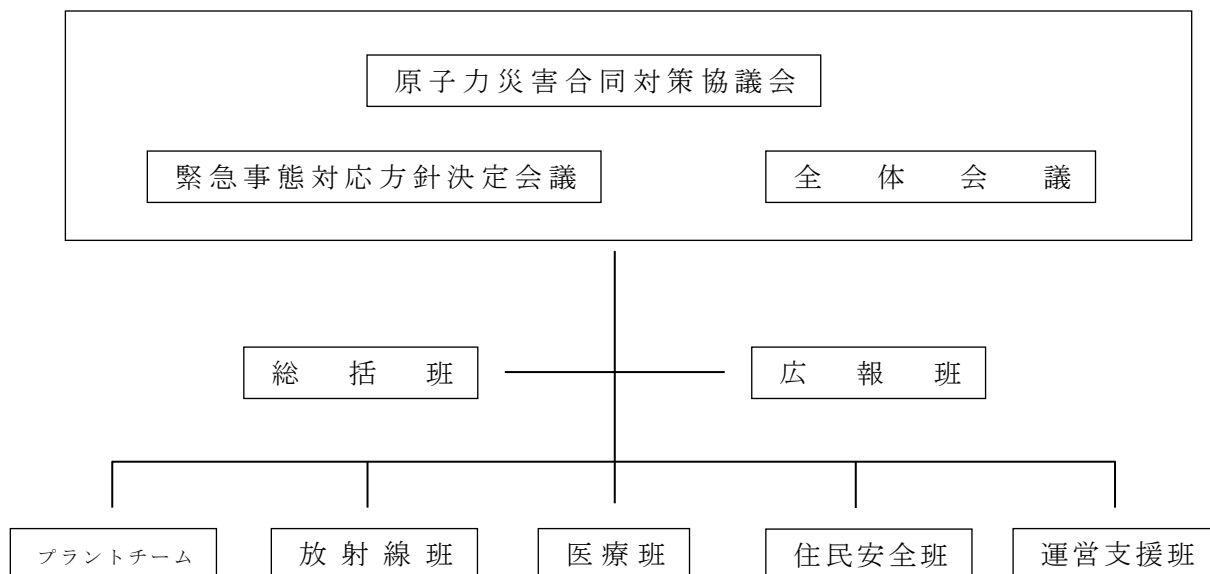 原子力災害合同対策協議会
緊急事態対応方針決定会議
全体会議
総括班
広報班
プラントチーム
放射線班
医療班
住民安全班
運営支援班